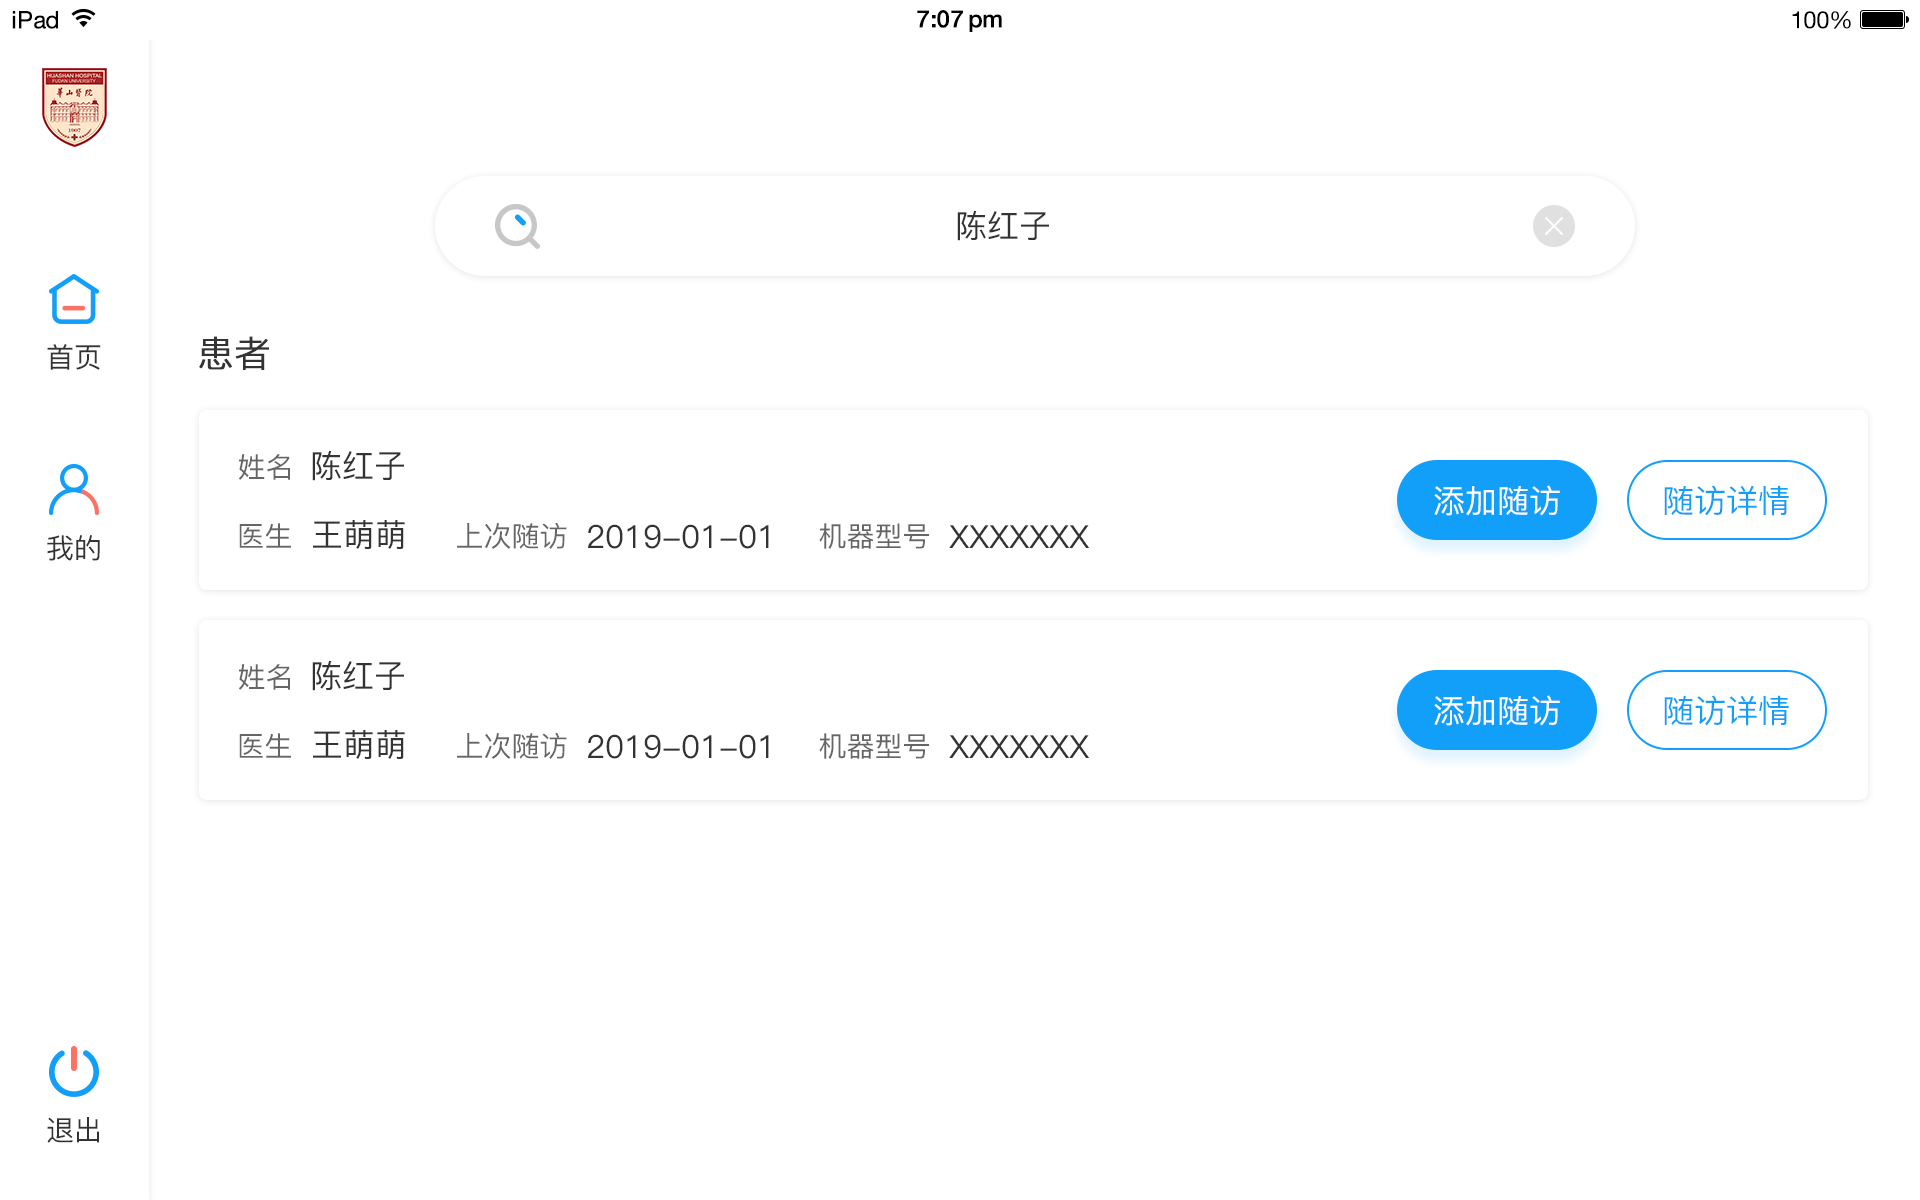 iPad 7:07 pm 100%
HUASHAN HOSPITAL
FUDAN UNIVERSITY
華山醫院
1907
陈红子
首页
患者
姓名 陈红子
添加随访 随访详情
医生 王萌萌 上次随访 2019-01-01 机器型号 XXXXXXX
我的
姓名 陈红子
添加随访 随访详情
医生 王萌萌 上次随访 2019-01-01 机器型号 XXXXXXX
退出